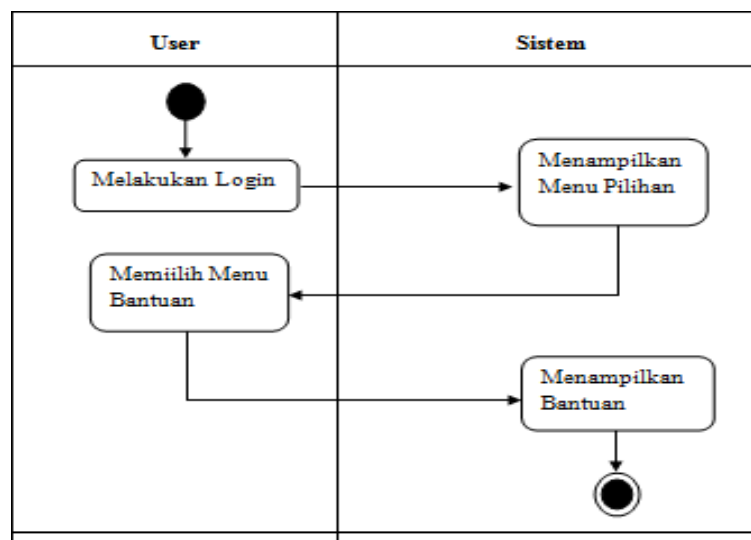 User
Sistem
Melakukan Login
Menampilkan
Menu Pilihan
Memiilih Menu
Bantuan
Menampilkan
Bantuan